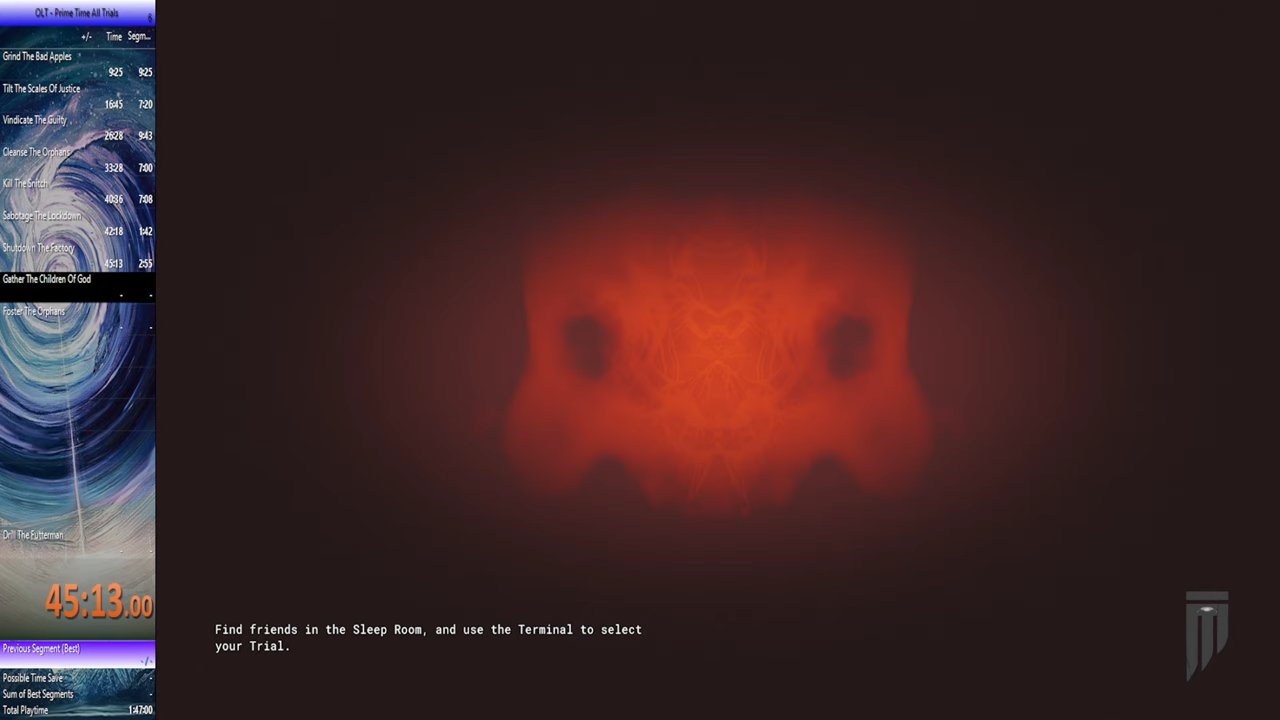 OLT - Prime Time All Trials
6
+/- Time Segm...
Grind The Bad Apples
9:25 9:25
Tilt The Scales Of Justice
16:45 7:20
Vindicate The Guilty
26:28 9:43
Cleanse The Orphans
33:28 7:00
Kill The Snitch
40:36 7:08
Sabotage The Lockdown
42:18 1:42
Shutdown The Factory
45:13 2:55
Gather The Children Of God
- -
Foster The Orphans
- -
Drill The Futterman
- -
45:13.00
Previous Segment (Best)
-/-
Possible Time Save -
Sum of Best Segments -
Total Playtime 1:47:00
Find friends in the Sleep Room, and use the Terminal to select
your Trial.